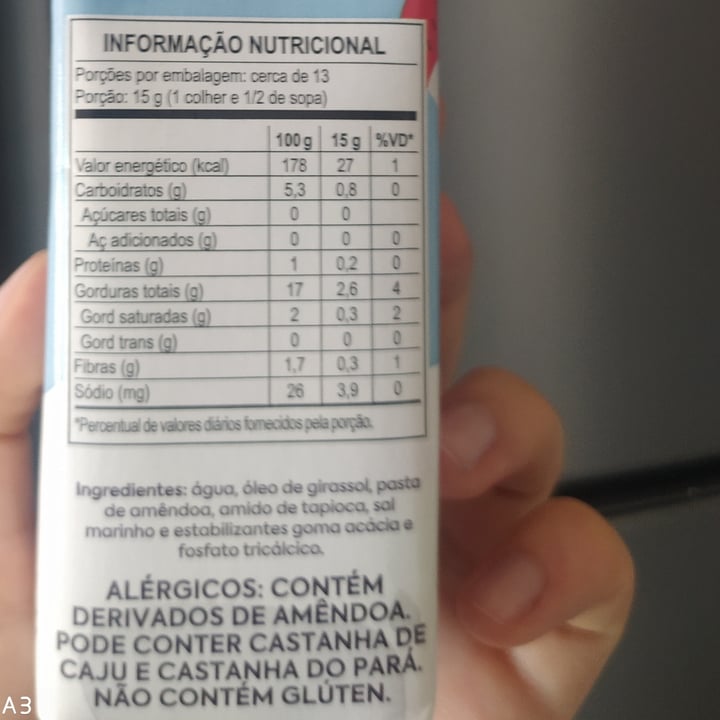 INFORMAÇÃO NUTRICIONAL
Porções por embalagem: cerca de 13
Porção: 15 g (1 colher e 1/2 de sopa)
100 g 15 g %VD*
Valor energético (kcal) 178 27 1
Carboidratos (g) 5,3 0,8 0
Açúcares totais (g) 0 0
Aç adicionados (g) 0 0 0
Proteínas (g) 1 0,2 0
Gorduras totais (g) 17 2,6 4
Gord saturadas (g) 2 0,3 2
Gord trans (g) 0 0 0
Fibras (g) 1,7 0,3 1
Sódio (mg) 26 3,9 0
*Percentual de valores diários fornecidos pela porção.
Ingredientes: água, óleo de girassol, pasta
de amêndoa, amido de tapioca, sal
marinho e estabilizantes goma acácia e
fosfato tricálcico.
ALÉRGICOS: CONTÉM
DERIVADOS DE AMÊNDOA.
PODE CONTER CASTANHA DE
CAJU E CASTANHA DO PARÁ.
NÃO CONTÉM GLÚTEN.
A3